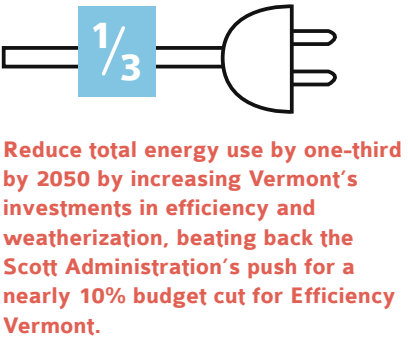 1/3
Reduce total energy use by one-third
by 2050 by increasing Vermont's
investments in efficiency and
weatherization, beating back the
Scott Administration's push for a
nearly 10% budget cut for Efficiency
Vermont.